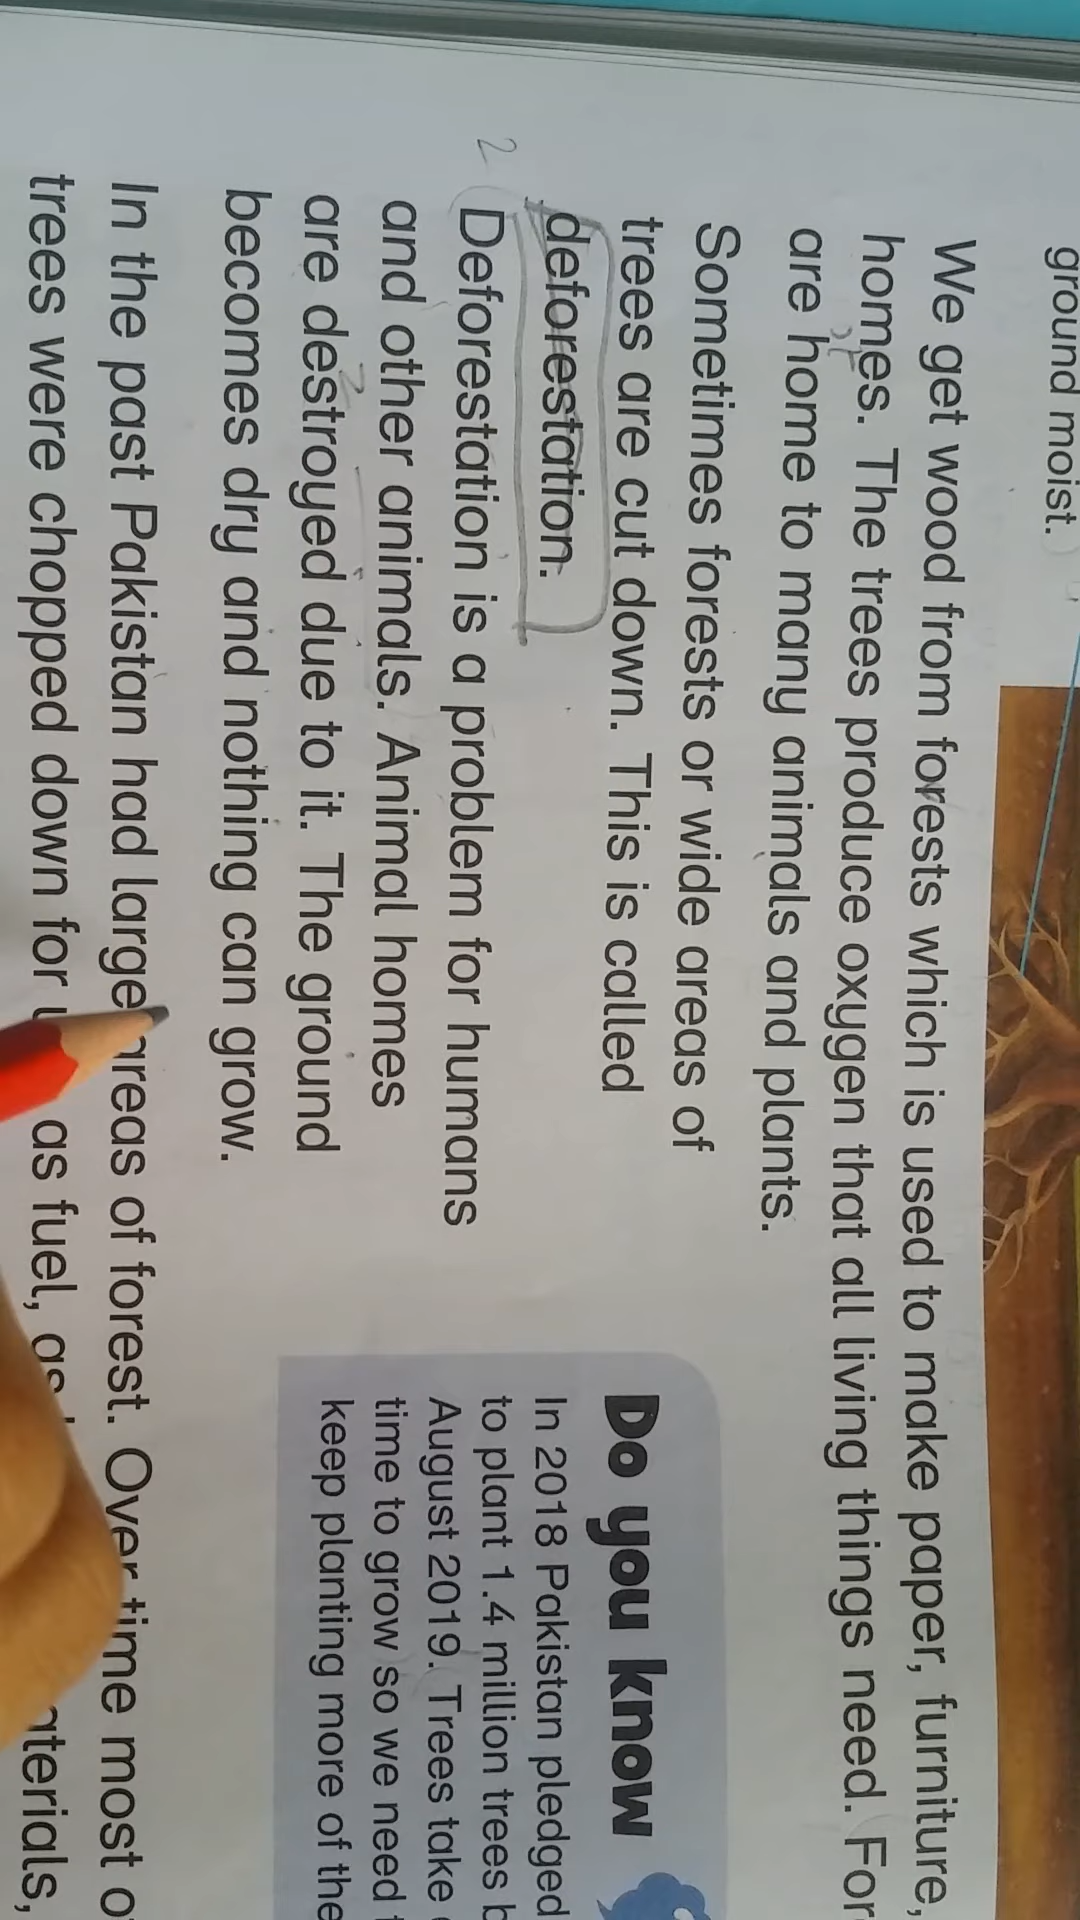 ground moist.
We get wood from forests which is used to make paper, furniture,
homes. The trees produce oxygen that all living things need. For
are home to many animals and plants.
Sometimes forests or wide areas of
trees are cut down. This is called
deforestation.
2
Deforestation is a problem for humans
and other animals. Animal homes
are destroyed due to it. The ground
becomes dry and nothing can grow.
In the past Pakistan had large areas of forest. Over time most o
trees were chopped down for as fuel,
Do you know
In 2018 Pakistan pledged
to plant 1.4 million trees b
August 2019. Trees take
time to grow so we need
keep planting more of the